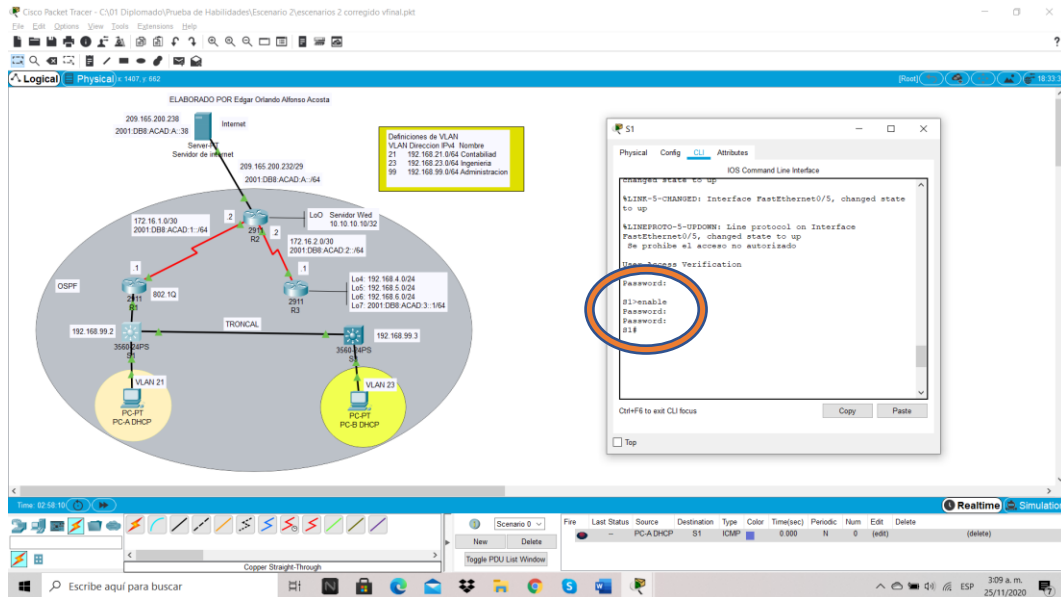 Cisco Packet Tracer - C:\01 Diplomado\Prueba de Habilidades\Escenario 2\escenarios 2 corregido vfinal.pkt
File Edit Options View Tools Extensions Help
Logical Physical x: 1407, y: 662
[Root]
ELABORADO POR Edgar Orlando Alfonso Acosta
209.165.200.238
2001:DB8:ACAD:A::38
Internet
Server-PT
Servidor de internet
Definiciones de VLAN
VLAN Direccion IPv4 Nombre
21 192.168.21.0/64 Contabiliad
23 192.168.23.0/64 Ingenieria
99 192.168.99.0/64 Administracion
209.165.200.232/29
2001:DB8:ACAD:A::/64
172.16.1.0/30
2001:DB8:ACAD:1::/64
.2
2911
R2
.2
LoO Senidor Wed
10.10.10.10/32
172.16.2.0/30
2001:DB8:ACAD:2::/64
.1
.1
OSPF
2911
R1
802.1Q
2911
R3
Lo4: 192.168.4.0/24
Lo5: 192.168.5.0/24
Lo6: 192.168.6.0/24
Lo7: 2001:DB8:ACAD:3::1/64
192.168.99.2
TRONCAL
192.168.99.3
3560-24PS
S1
3560-24PS
VLAN 21
VLAN 23
PC-PT
PC-A DHCP
PC-PT
PC-B DHCP
S1
Physical Config CLI Attributes
IOS Command Line Interface
changed state to up
%LINK-5-CHANGED: Interface FastEthernet0/5, changed state
to up
%LINEPROTO-5-UPDOWN: Line protocol on Interface
FastEthernet0/5, changed state to up
Se prohibe el acceso no autorizado
User Access Verification
Password:
S1>enable
Password:
Password:
S1#
Ctrl+F6 to exit CLI focus
Copy Paste
Top
Time: 02:58:10
Realtime Simulation
Scenario 0
New Delete
Toggle PDU List Window
Fire Last Status Source Destination Type Color Time(sec) Periodic Num Edit Delete
-- PC-A DHCP S1 ICMP 0.000 N 0 (edit) (delete)
Copper Straight-Through
Escribe aquí para buscar
ESP
3:09 a. m.
25/11/2020